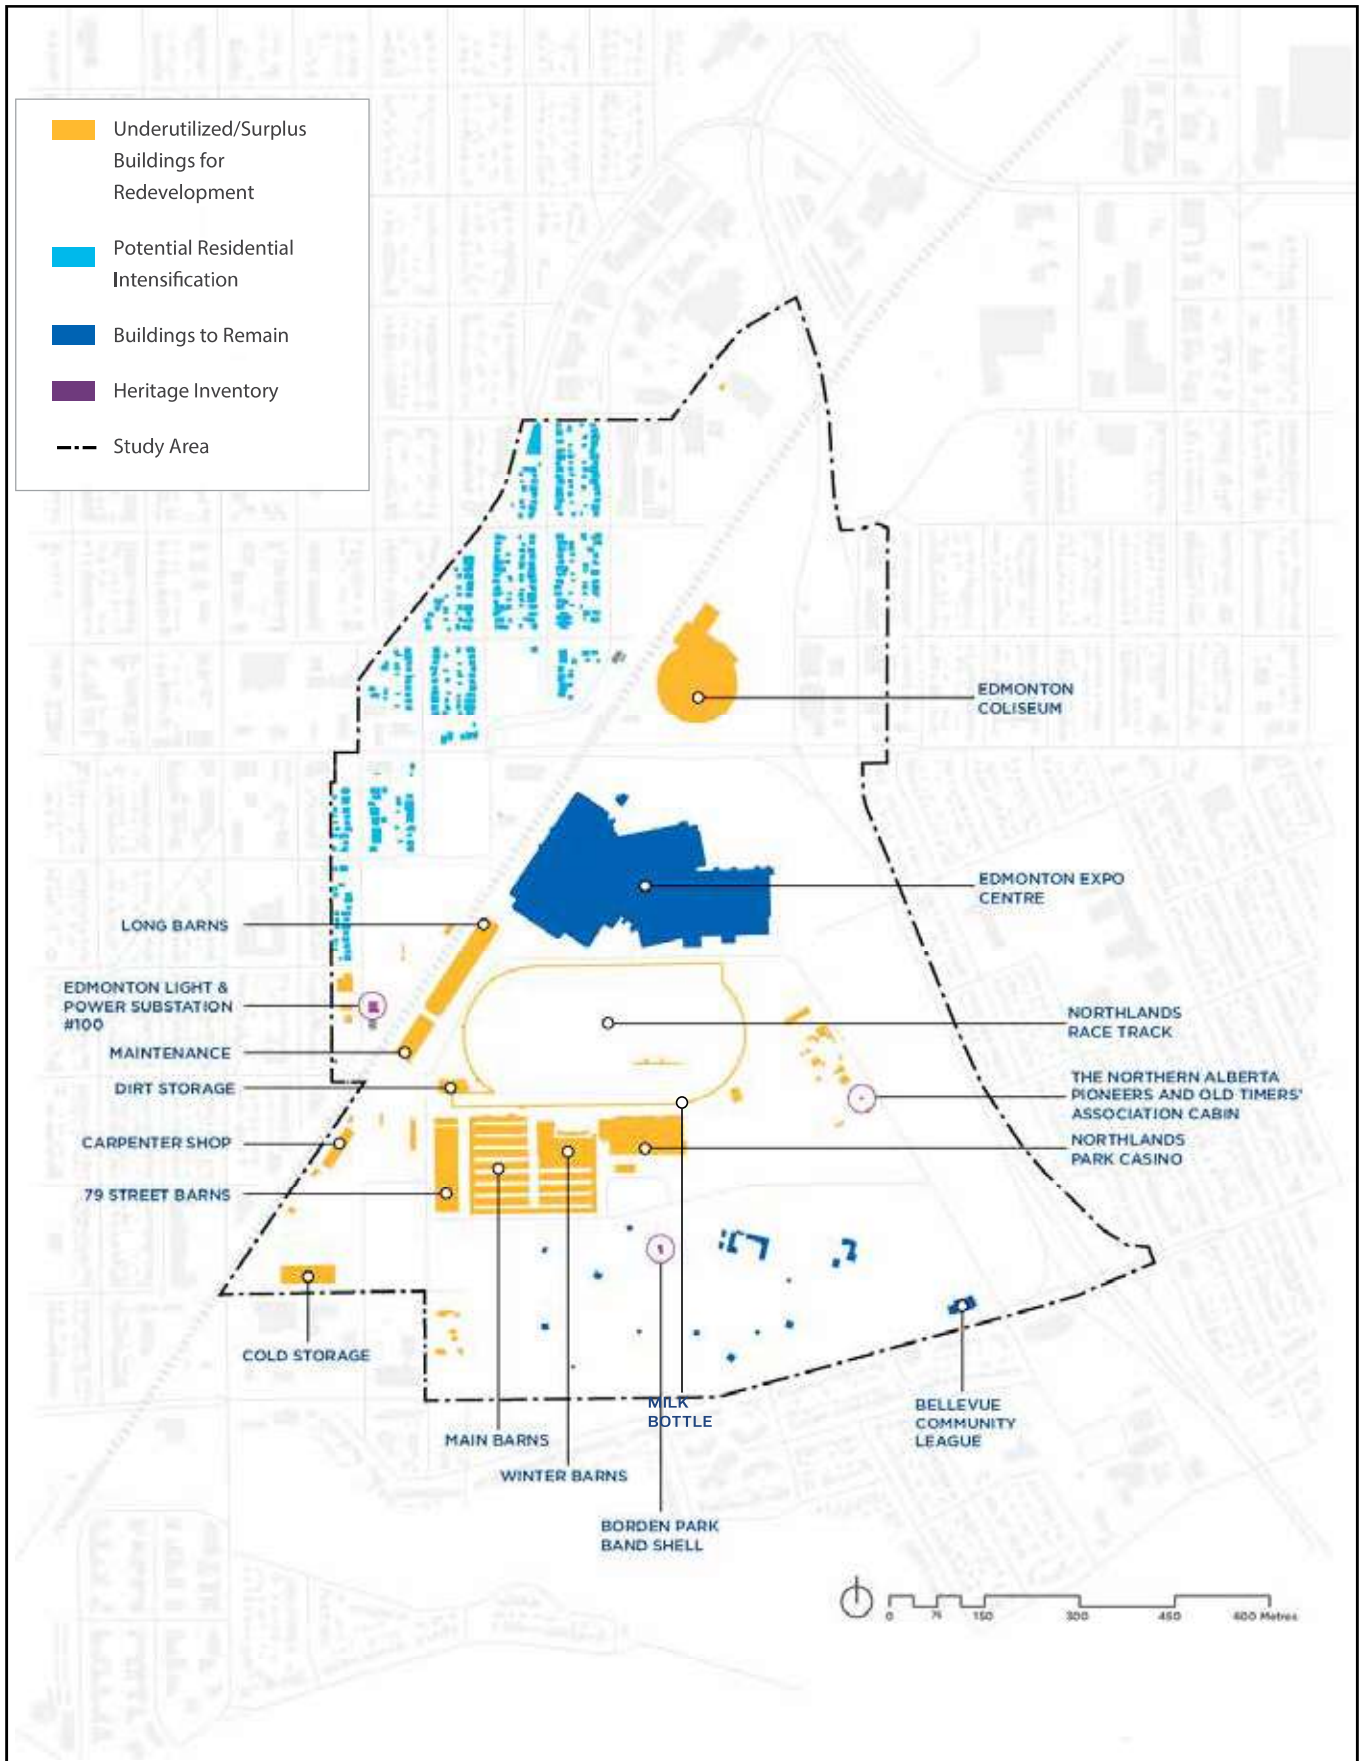 Underutilized/Surplus
Buildings for
Redevelopment
Potential Residential
Intensification
Buildings to Remain
Heritage Inventory
Study Area
EDMONTON
COLISEUM
EDMONTON EXPO
CENTRE
LONG BARNS
EDMONTON LIGHT &
POWER SUBSTATION
#100
MAINTENANCE
DIRT STORAGE
CARPENTER SHOP
79 STREET BARNS
NORTHLANDS
RACE TRACK
THE NORTHERN ALBERTA
PIONEERS AND OLD TIMERS'
ASSOCIATION CABIN
NORTHLANDS
PARK CASINO
COLD STORAGE
MAIN BARNS
WINTER BARNS
MILK
BOTTLE
BORDEN PARK
BAND SHELL
BELLEVUE
COMMUNITY
LEAGUE
0 75 150 300 450 600 Metres